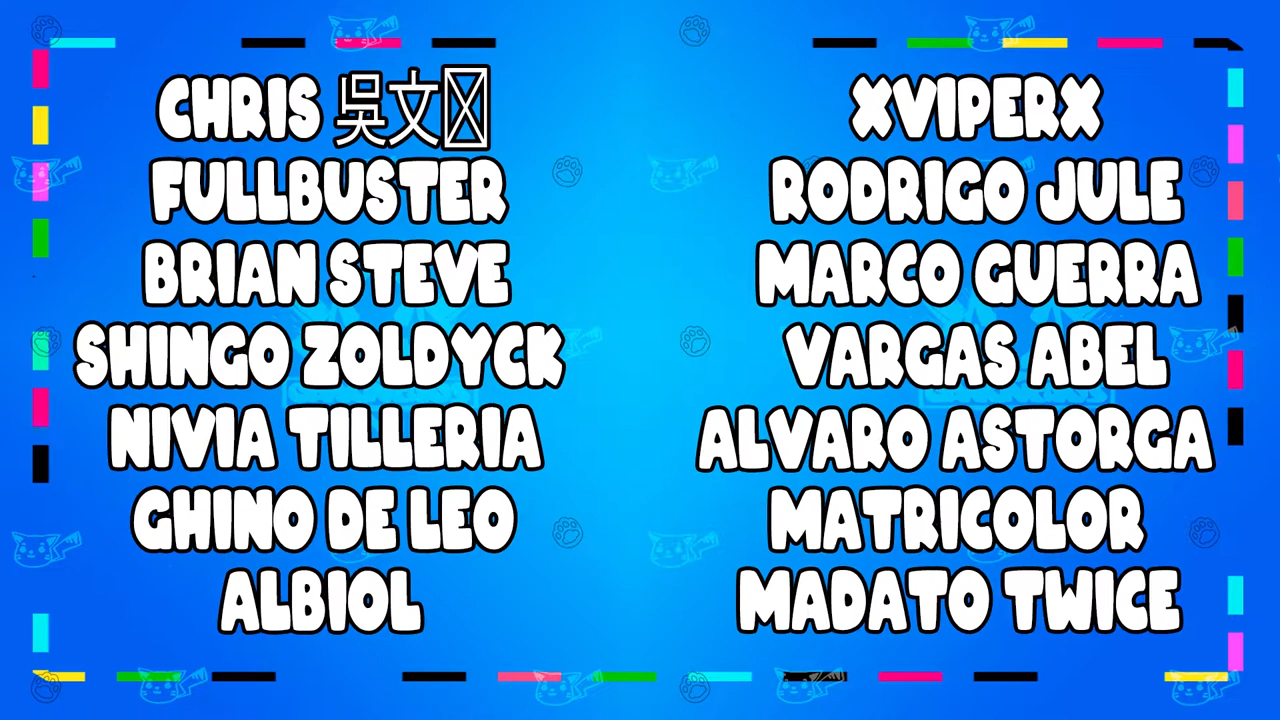 CHRIS 吳文
FULLBUSTER
BRIAN STEVE
SHINGO ZOLDYCK
NIVIA TILLERIA
GHINO DE LEO
ALBIOL
XVIPERX
RODRIGO JULE
MARCO GUERRA
VARGAS ABEL
ALVARO ASTORGA
MATRICOLOR
MADATO TWICE